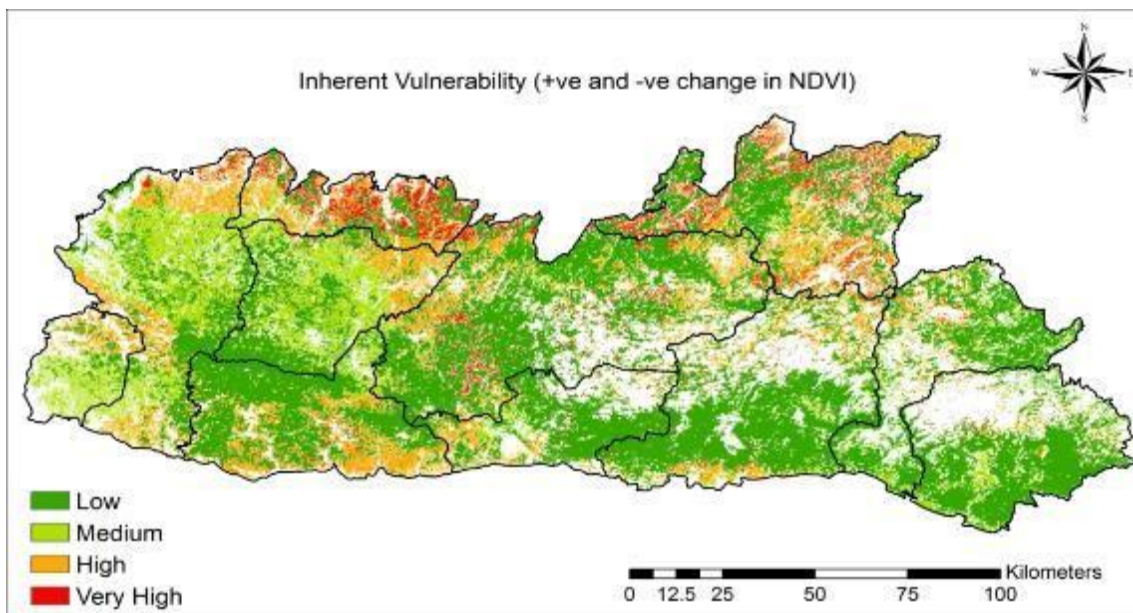 N
W E
S
Inherent Vulnerability (+ve and -ve change in NDVI)
Low
Medium
High
Very High
Kilometers
0 12.5 25 50 75 100